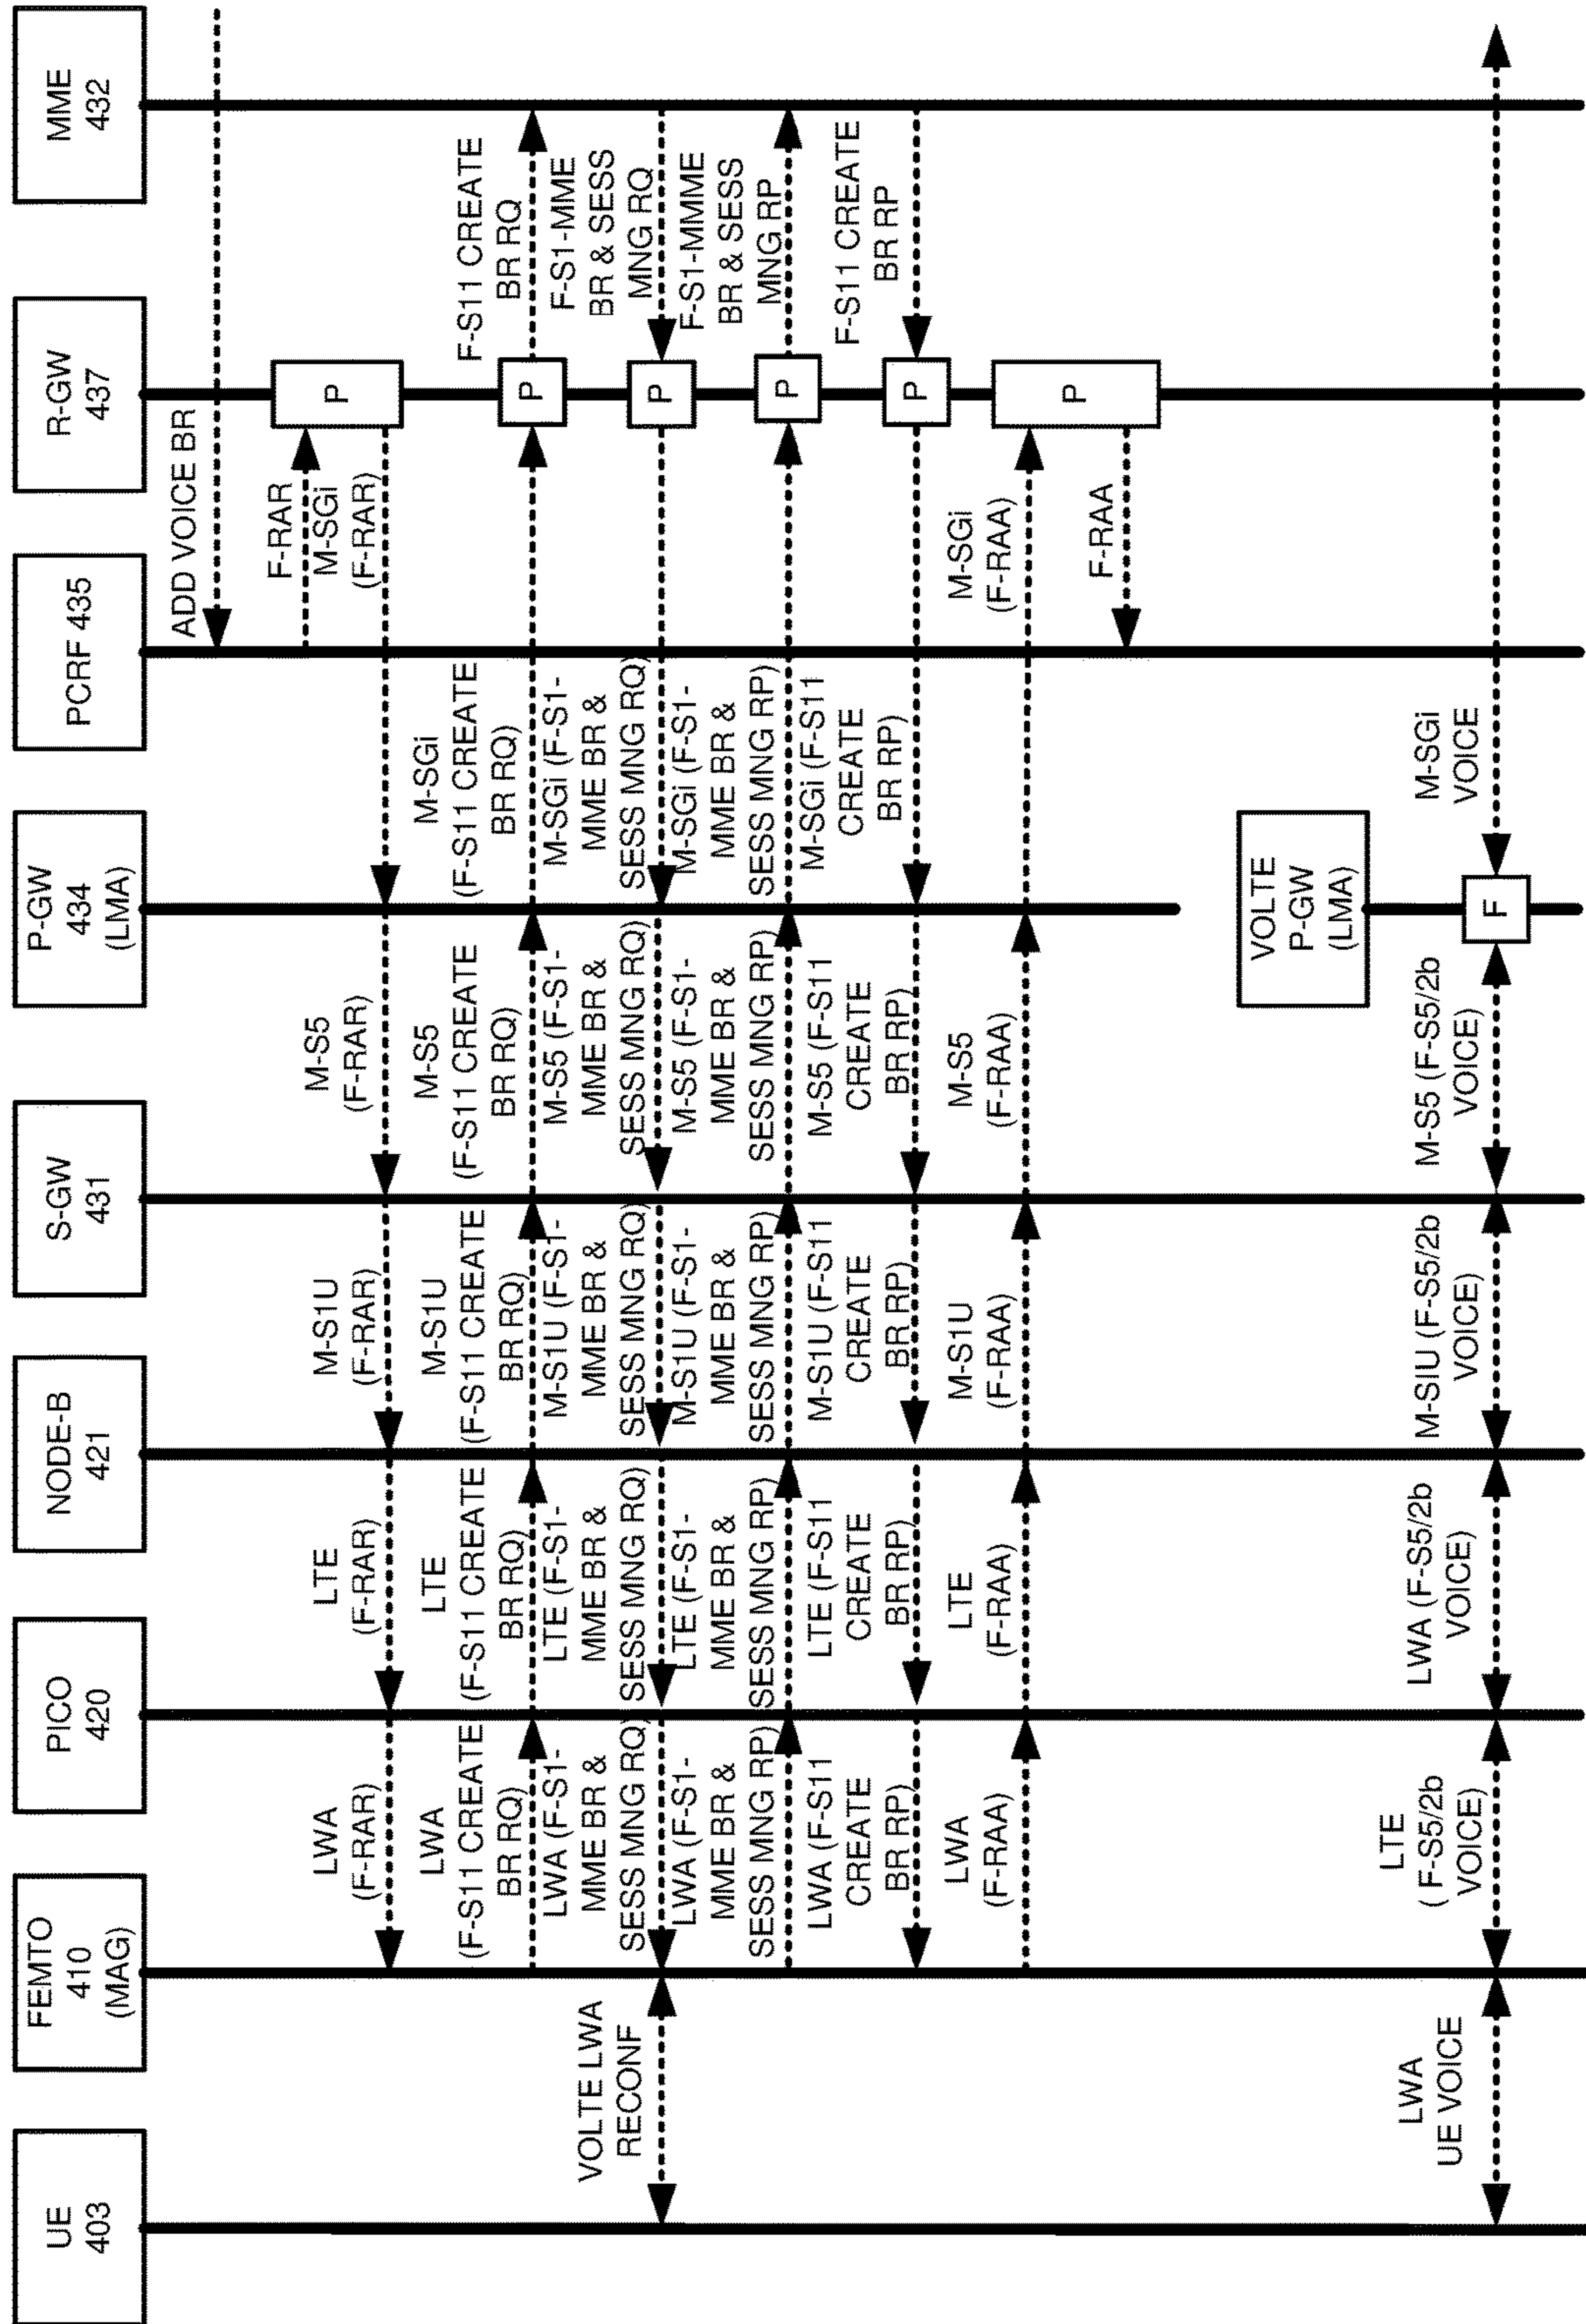 UE
403
FEMTO
410
(MAG)
PICO
420
NODE-B
421
S-GW
431
P-GW
434
(LMA)
PCRF 435
R-GW
437
MME
432
ADD VOICE BR
F-RAR
M-SGi
(F-RAR)
P
M-S5
(F-RAR)
M-S1U
(F-RAR)
LTE
(F-RAR)
LWA
(F-RAR)
LWA
(F-S11 CREATE
BR RQ)
LTE
(F-S11 CREATE
BR RQ)
M-S1U
(F-S11 CREATE
BR RQ)
M-S5
(F-S11 CREATE
BR RQ)
M-SGi
(F-S11 CREATE
BR RQ)
P
F-S11 CREATE
BR RQ
F-S1-MME
BR & SESS
MNG RQ
P
M-SGi (F-S1-
MME BR &
SESS MNG RQ)
M-S5 (F-S1-
MME BR &
SESS MNG RQ)
M-S1U (F-S1-
MME BR &
SESS MNG RQ)
LTE (F-S1-
MME BR &
SESS MNG RQ)
LWA (F-S1-
MME BR &
SESS MNG RQ)
VOLTE LWA
RECONF
LWA (F-S1-
MME BR &
SESS MNG RP)
LTE (F-S1-
MME BR &
SESS MNG RP)
M-S1U (F-S1-
MME BR &
SESS MNG RP)
M-S5 (F-S1-
MME BR &
SESS MNG RP)
M-SGi (F-S1-
MME BR &
SESS MNG RP)
P
F-S1-MMME
BR & SESS
MNG RP
F-S11 CREATE
BR RP
P
M-SGi (F-S11
CREATE
BR RP)
M-S5 (F-S11
CREATE
BR RP)
M-S1U (F-S11
CREATE
BR RP)
LTE (F-S11
CREATE
BR RP)
LWA (F-S11
CREATE
BR RP)
LWA
(F-RAA)
LTE
(F-RAA)
M-S1U
(F-RAA)
M-S5
(F-RAA)
M-SGi
(F-RAA)
P
F-RAA
VOLTE
P-GW
(LMA)
LWA
UE VOICE
LTE
( F-S5/2b
VOICE)
LWA (F-S5/2b
VOICE)
M-SIU (F-S5/2b
VOICE)
M-S5 (F-S5/2b
VOICE)
F
M-SGi
VOICE